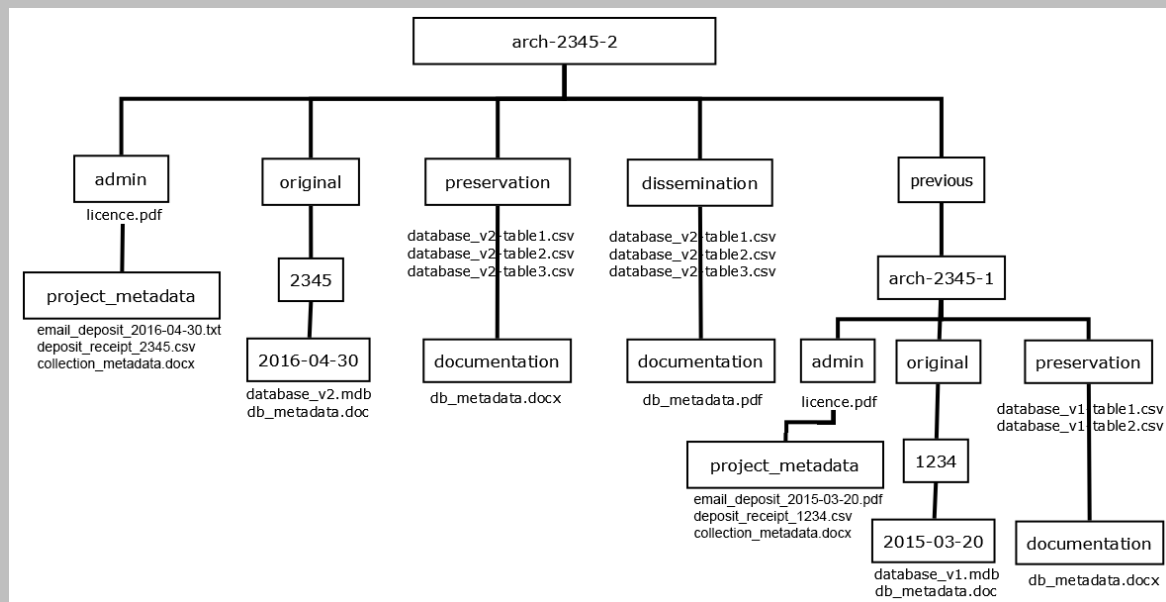 arch-2345-2
admin
licence.pdf
project_metadata
email_deposit_2016-04-30.txt
deposit_receipt_2345.csv
collection_metadata.docx
original
2345
2016-04-30
database_v2.mdb
db_metadata.doc
preservation
database_v2-table1.csv
database_v2-table2.csv
database_v2-table3.csv
documentation
db_metadata.docx
dissemination
database_v2-table1.csv
database_v2-table2.csv
database_v2-table3.csv
documentation
db_metadata.pdf
previous
arch-2345-1
admin
licence.pdf
project_metadata
email_deposit_2015-03-20.pdf
deposit_receipt_1234.csv
collection_metadata.docx
original
1234
2015-03-20
database_v1.mdb
db_metadata.doc
preservation
database_v1-table1.csv
database_v1-table2.csv
documentation
db_metadata.docx